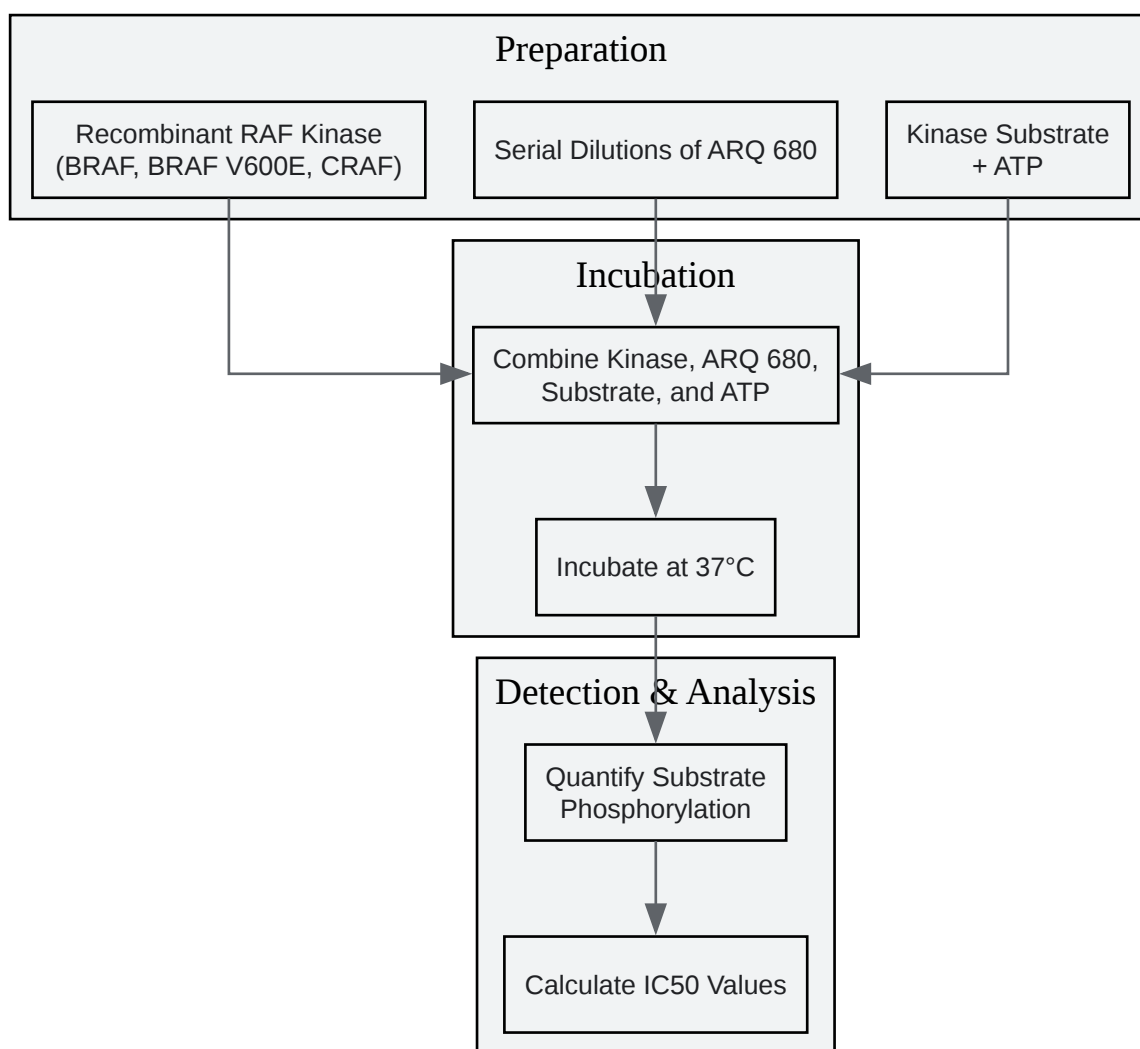 Preparation
Recombinant RAF Kinase
(BRAF, BRAF V600E, CRAF)
Serial Dilutions of ARQ 680
Kinase Substrate
+ ATP
Incubation
Combine Kinase, ARQ 680,
Substrate, and ATP
Incubate at 37°C
Detection & Analysis
Quantify Substrate
Phosphorylation
Calculate IC50 Values